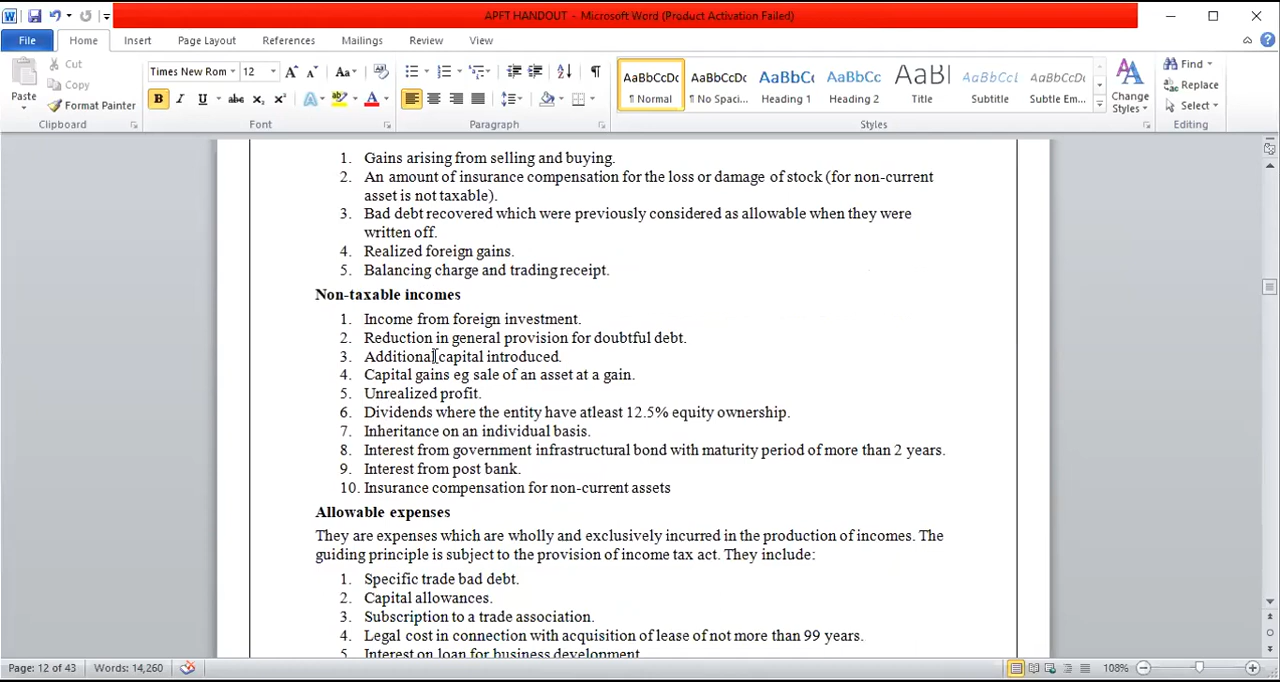 APFT HANDOUT - Microsoft Word (Product Activation Failed)
File Home Insert Page Layout References Mailings Review View
Paste
Cut
Copy
Format Painter
Clipboard
Times New Rom 12
B I U abc x₂ x² A
Font
Paragraph
AaBbCcDc AaBbCcDc AaBbC AaBbCc AaBl AaBbCcl AaBbCcDc
¶ Normal ¶ No Spaci... Heading 1 Heading 2 Title Subtitle Subtle Em...
Styles
Change
Styles
Find
Replace
Select
Editing
1. Gains arising from selling and buying.
2. An amount of insurance compensation for the loss or damage of stock (for non-current
asset is not taxable).
3. Bad debt recovered which were previously considered as allowable when they were
written off.
4. Realized foreign gains.
5. Balancing charge and trading receipt.
Non-taxable incomes
1. Income from foreign investment.
2. Reduction in general provision for doubtful debt.
3. Additional capital introduced.
4. Capital gains eg sale of an asset at a gain.
5. Unrealized profit.
6. Dividends where the entity have atleast 12.5% equity ownership.
7. Inheritance on an individual basis.
8. Interest from government infrastructural bond with maturity period of more than 2 years.
9. Interest from post bank.
10. Insurance compensation for non-current assets
Allowable expenses
They are expenses which are wholly and exclusively incurred in the production of incomes. The
guiding principle is subject to the provision of income tax act. They include:
1. Specific trade bad debt.
2. Capital allowances.
3. Subscription to a trade association.
4. Legal cost in connection with acquisition of lease of not more than 99 years.
5. Interest on loan for business development
Page: 12 of 43 Words: 14,260 108%